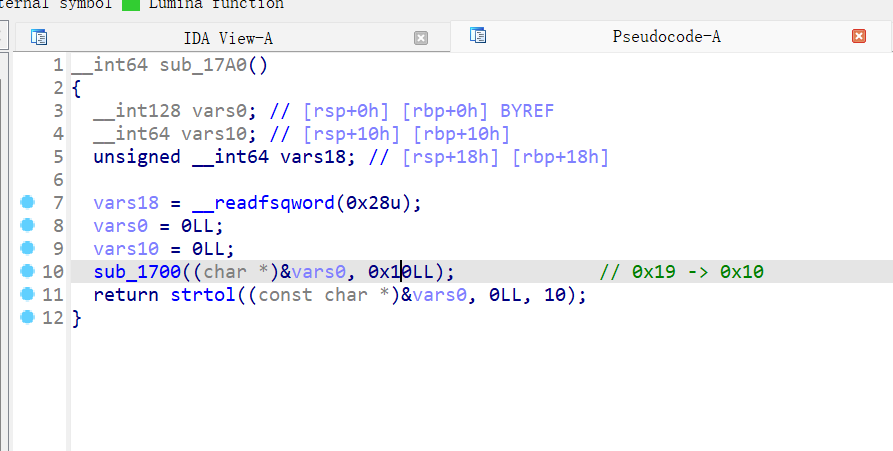 ternal symbol Lumina function
IDA View-A Pseudocode-A
1 __int64 sub_17A0()
2 {
3 __int128 vars0; // [rsp+0h] [rbp+0h] BYREF
4 __int64 vars10; // [rsp+10h] [rbp+10h]
5 unsigned __int64 vars18; // [rsp+18h] [rbp+18h]
6
7 vars18 = __readfsqword(0x28u);
8 vars0 = 0LL;
9 vars10 = 0LL;
10 sub_1700((char *)&vars0, 0x10LL); // 0x19 -> 0x10
11 return strtol((const char *)&vars0, 0LL, 10);
12 }